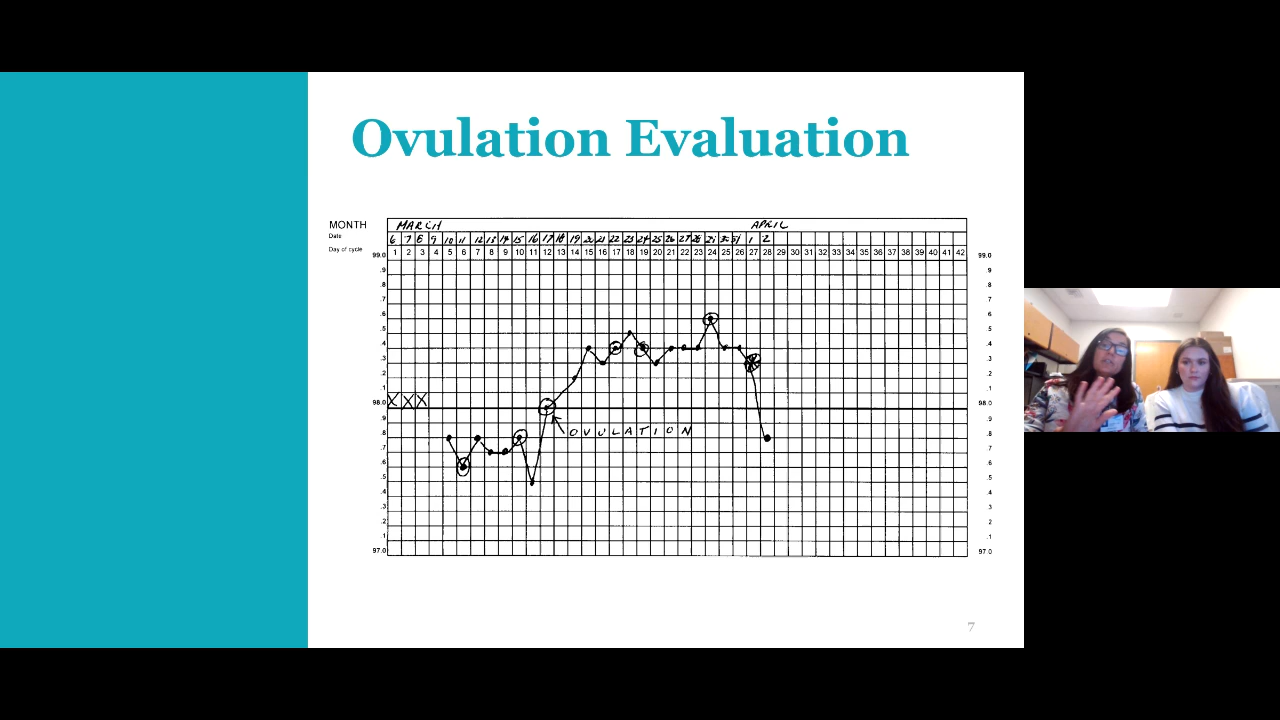 Ovulation Evaluation
MONTH MARCH APRIL
Date 6 7 8 9 10 11 12 13 14 15 16 17 18 19 20 21 22 23 24 25 26 27 28 29 30 31 1 2
Day of cycle 1 2 3 4 5 6 7 8 9 10 11 12 13 14 15 16 17 18 19 20 21 22 23 24 25 26 27 28 29 30 31 32 33 34 35 36 37 38 39 40 41 42
99.0 99.0
.9 .9
.8 .8
.7 7
.6 .6
.5 .5
.4 .4
.3 .3
.2 .2
.1 .1
98.0 X X X 98 0
.9 .9
.8 OVULATION .8
.7 .7
.6 .6
.5 .5
.4 .4
.3 3
.2 2
.1 .1
97.0 97 0
7